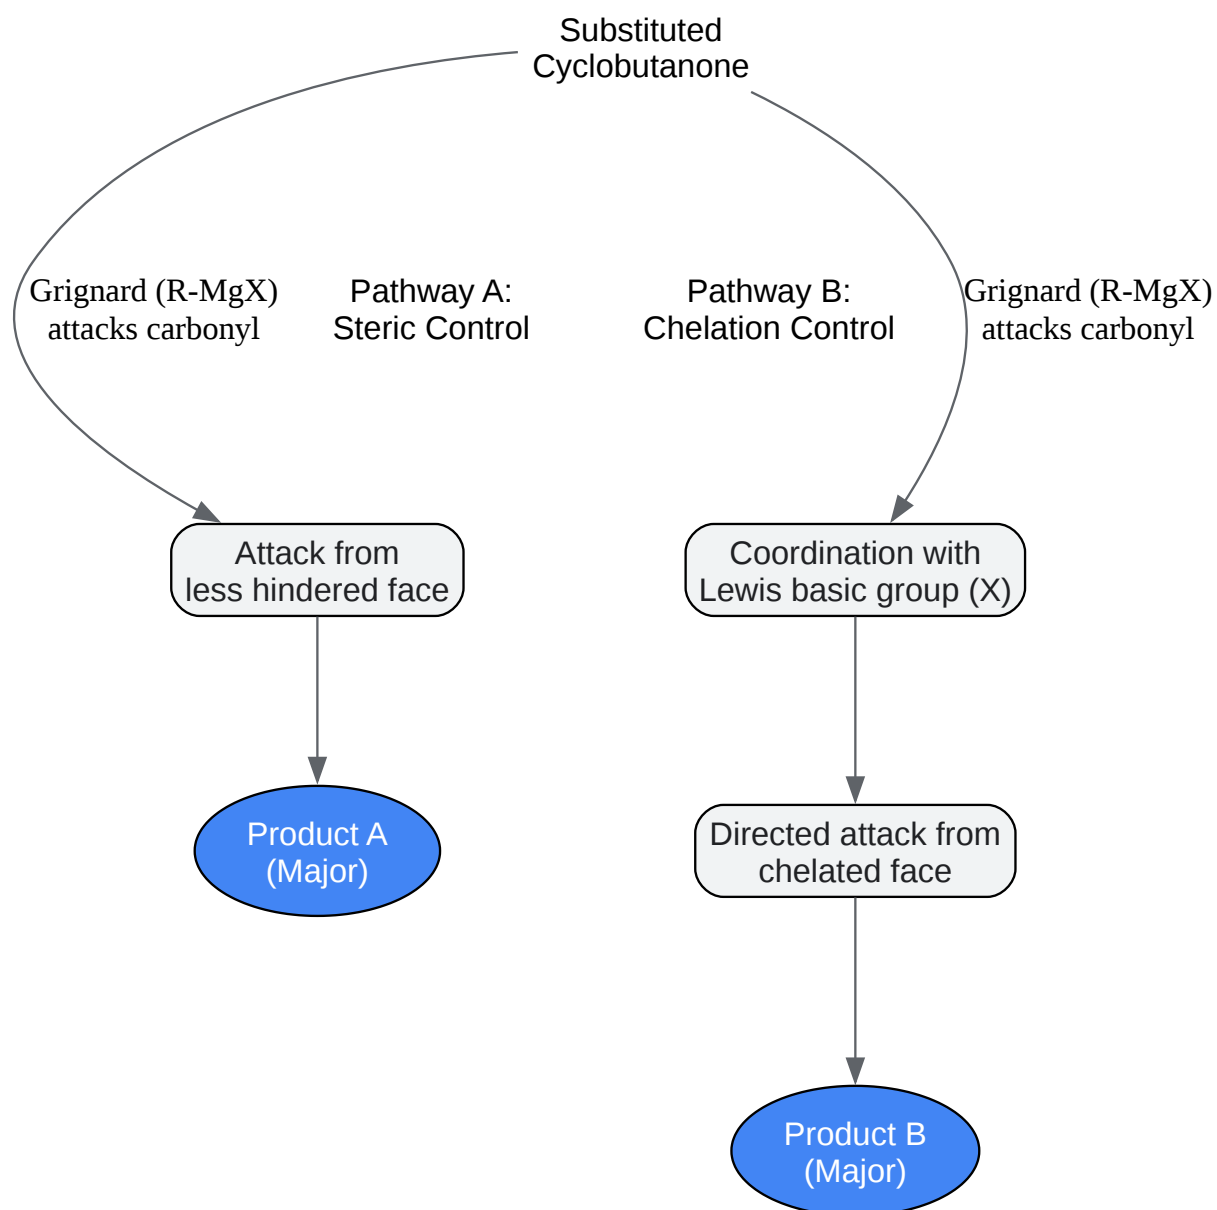 Substituted
Cyclobutanone
Grignard (R-MgX)
attacks carbonyl
Pathway A:
Steric Control
Pathway B:
Chelation Control
Grignard (R-MgX)
attacks carbonyl
Attack from
less hindered face
Coordination with
Lewis basic group (X)
Product A
(Major)
Directed attack from
chelated face
Product B
(Major)